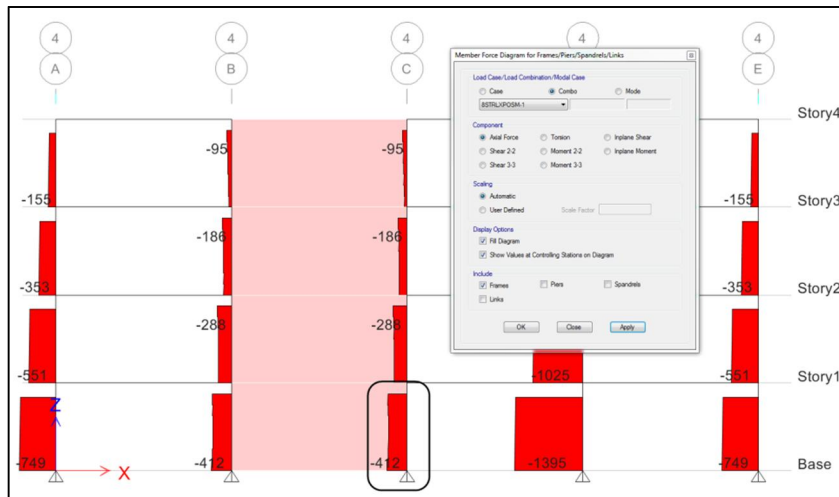 4 4 4 4 4
A B C E
Member Force Diagram for Frames/Piers/Spandrels/Links
Load Case/Load Combination/Modal Case
Case Combo Mode
8STRLXPOSM-1
Component
Axial Force Torsion Inplane Shear
Shear 2-2 Moment 2-2 Inplane Moment
Shear 3-3 Moment 3-3
Scaling
Automatic
User Defined Scale Factor
Display Options
Fill Diagram
Show Values at Controlling Stations on Diagram
Include
Frames Piers Spandrels
Links
OK Close Apply
Story4
-95 -95
-155 -155 Story3
-186 -186
-353 -353 Story2
-288 -288
-551 -1025 -551 Story1
Z
-749 -412 -412 -1395 -749 Base
X